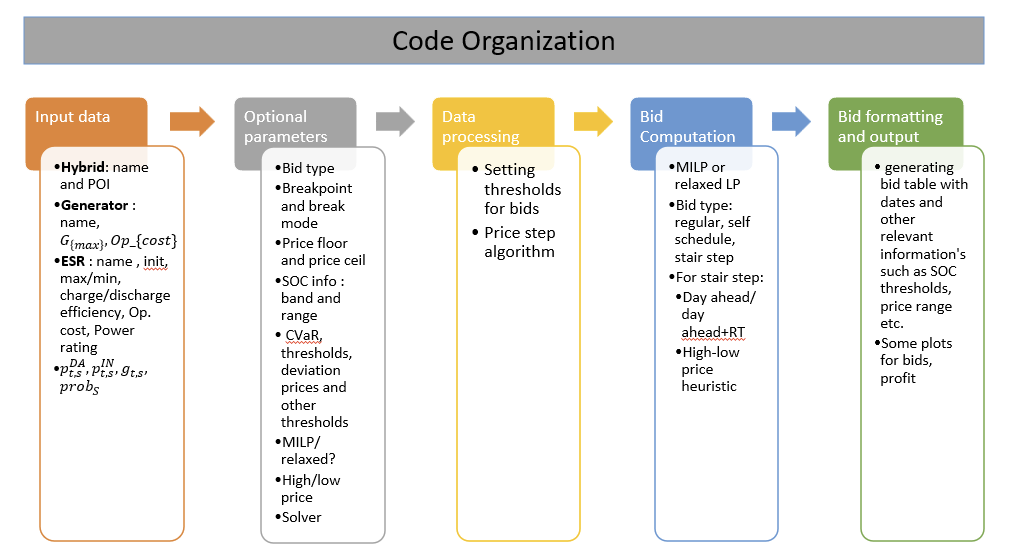 Code Organization
Input data
•Hybrid: name
and POI
•Generator :
name,
G_{max}, Op_{cost}
•ESR : name , init,
max/min,
charge/discharge
efficiency, Op.
cost, Power
rating
•p_{t,s}^{DA}, p_{t,s}^{IN}, g_{t,s},
prob_S
Optional
parameters
•Bid type
•Breakpoint
and break
mode
•Price floor
and price ceil
•SOC info :
band and
range
• CVaR,
thresholds,
deviation
prices and
other
thresholds
•MILP/
relaxed?
•High/low
price
•Solver
Data
processing
• Setting
thresholds
for bids
• Price step
algorithm
Bid
Computation
•MILP or
relaxed LP
•Bid type:
regular, self
schedule,
stair step
•For stair step:
•Day ahead/
day
ahead+RT
•High-low
price
heuristic
Bid formatting
and output
• generating
bid table with
dates and
other
relevant
information's
such as SOC
thresholds,
price range
etc.
•Some plots
for bids,
profit